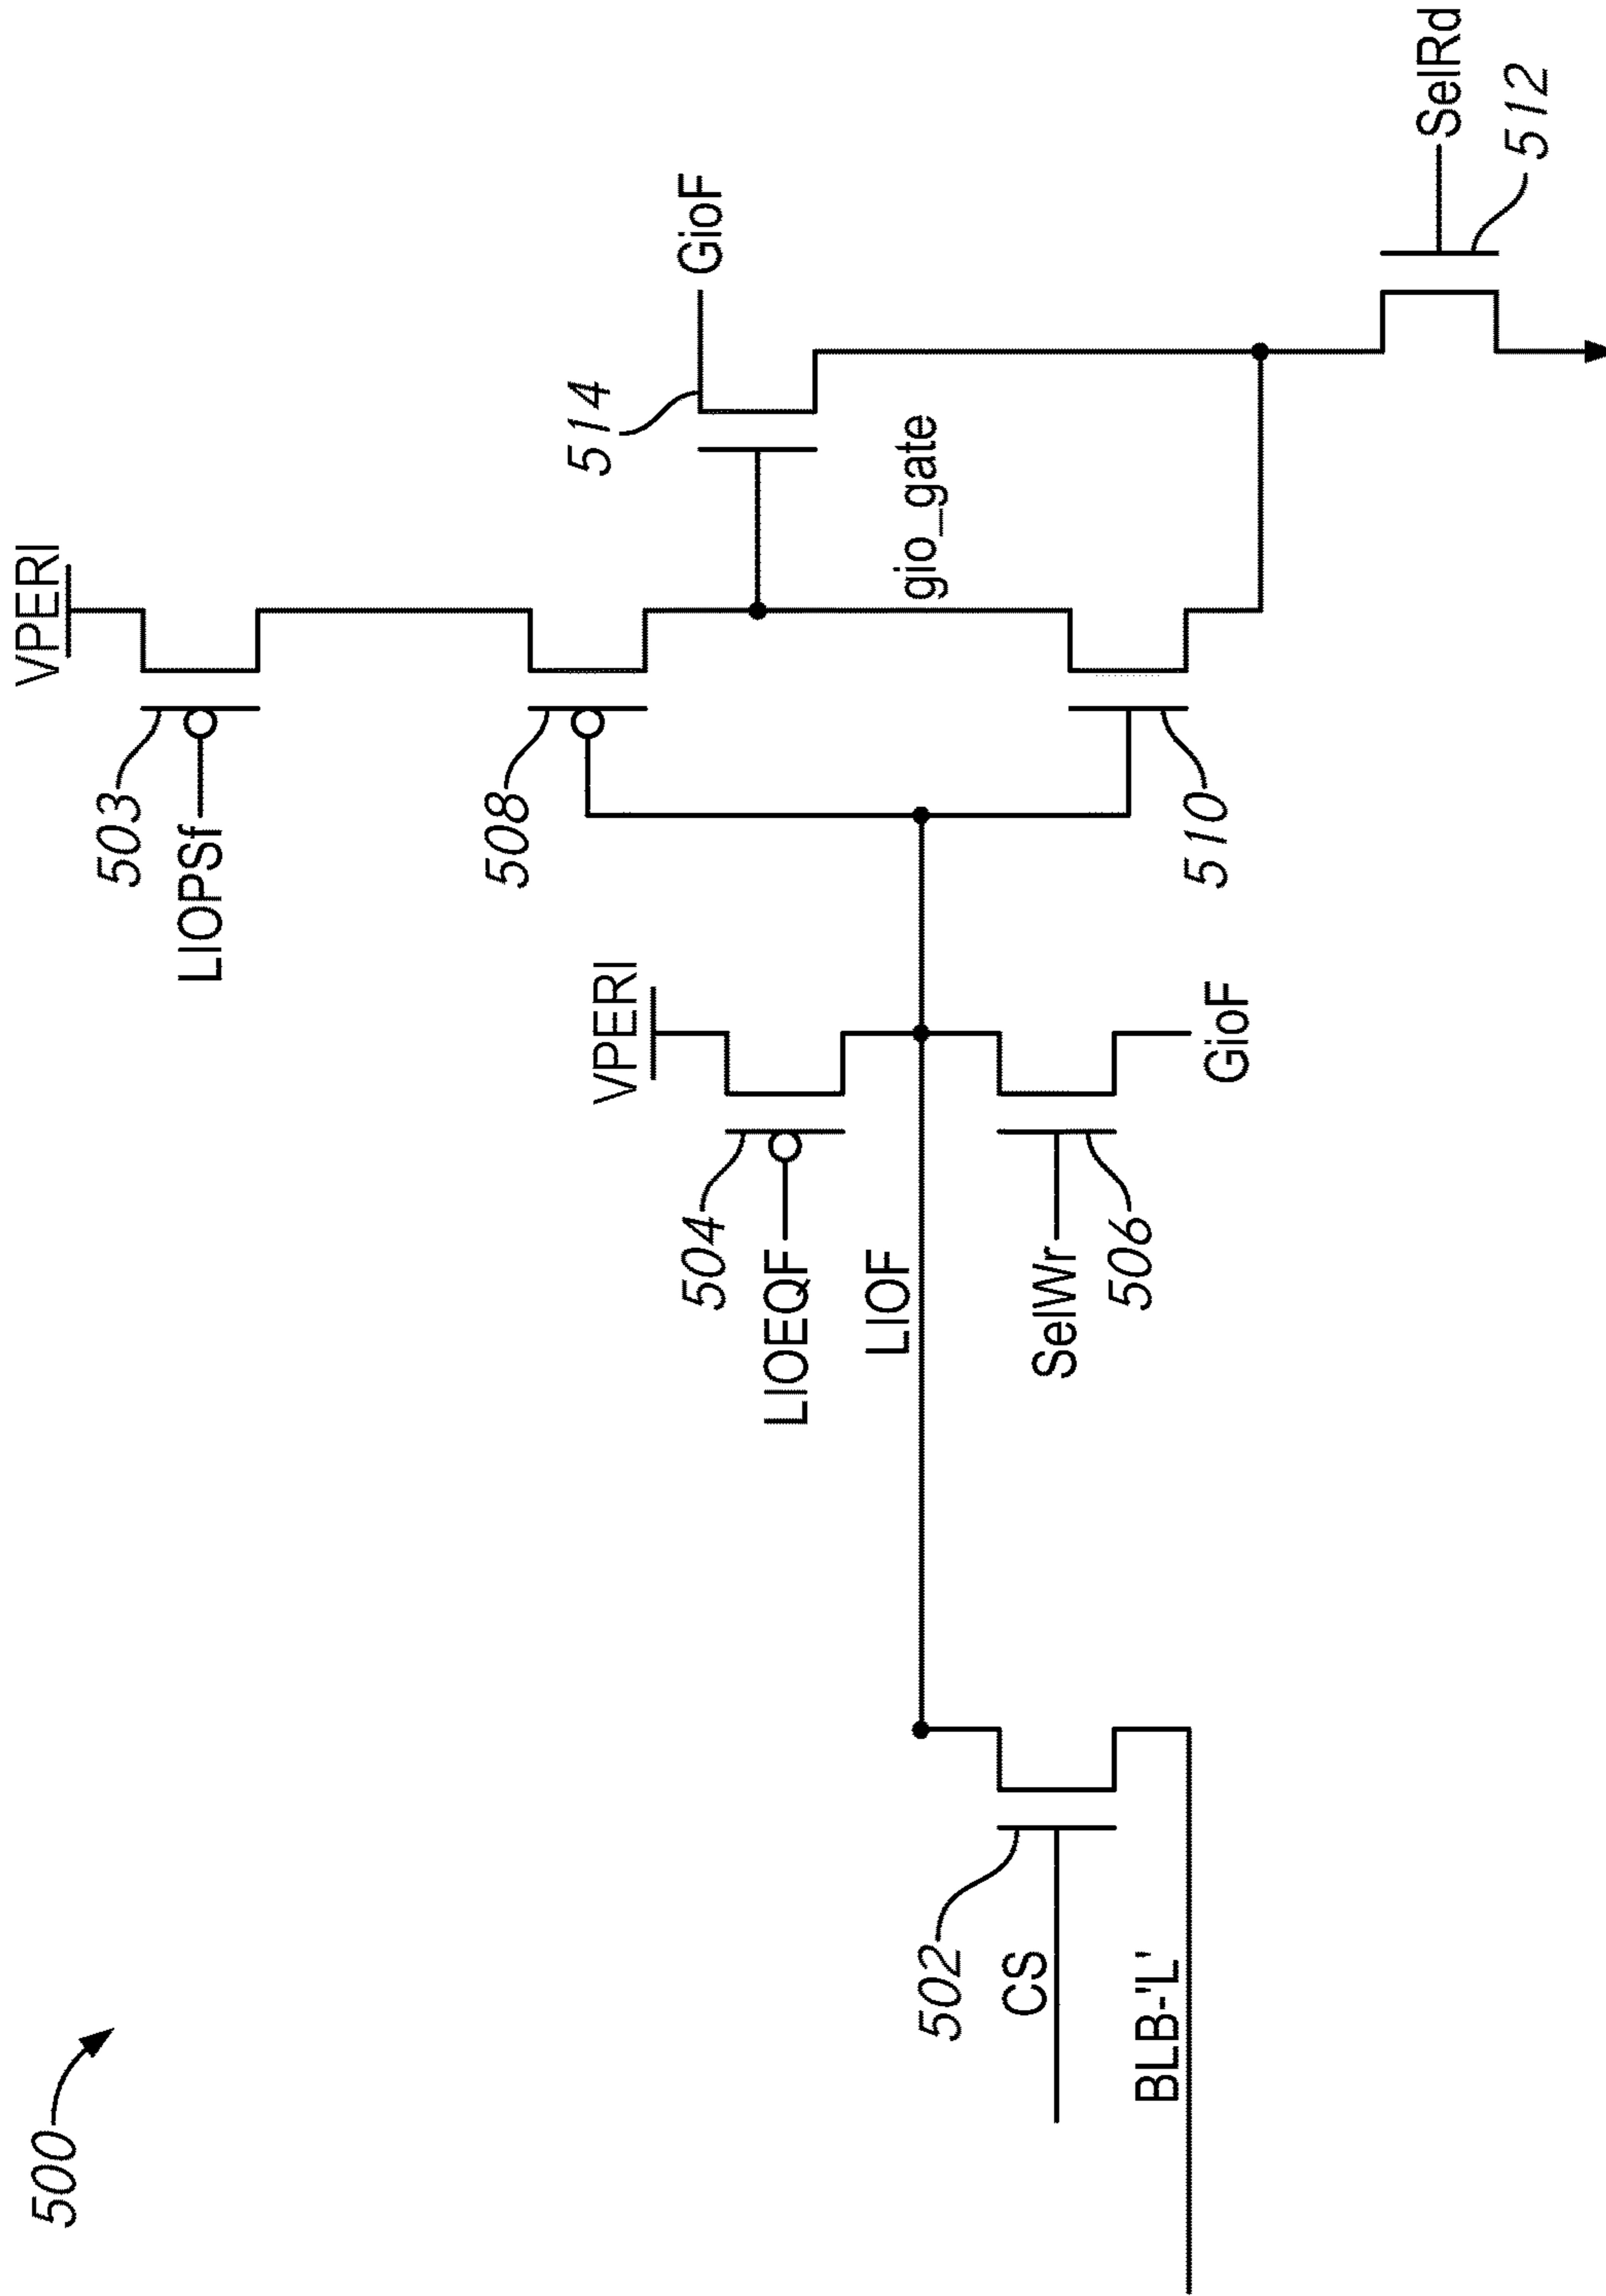 500
VPERI
503
LIOPSf
508
514
GioF
gio_gate
VPERI
504
LIOEQF
LIOF
SelWr
506
GioF
510
SelRd
512
502
CS
BLB-'L'